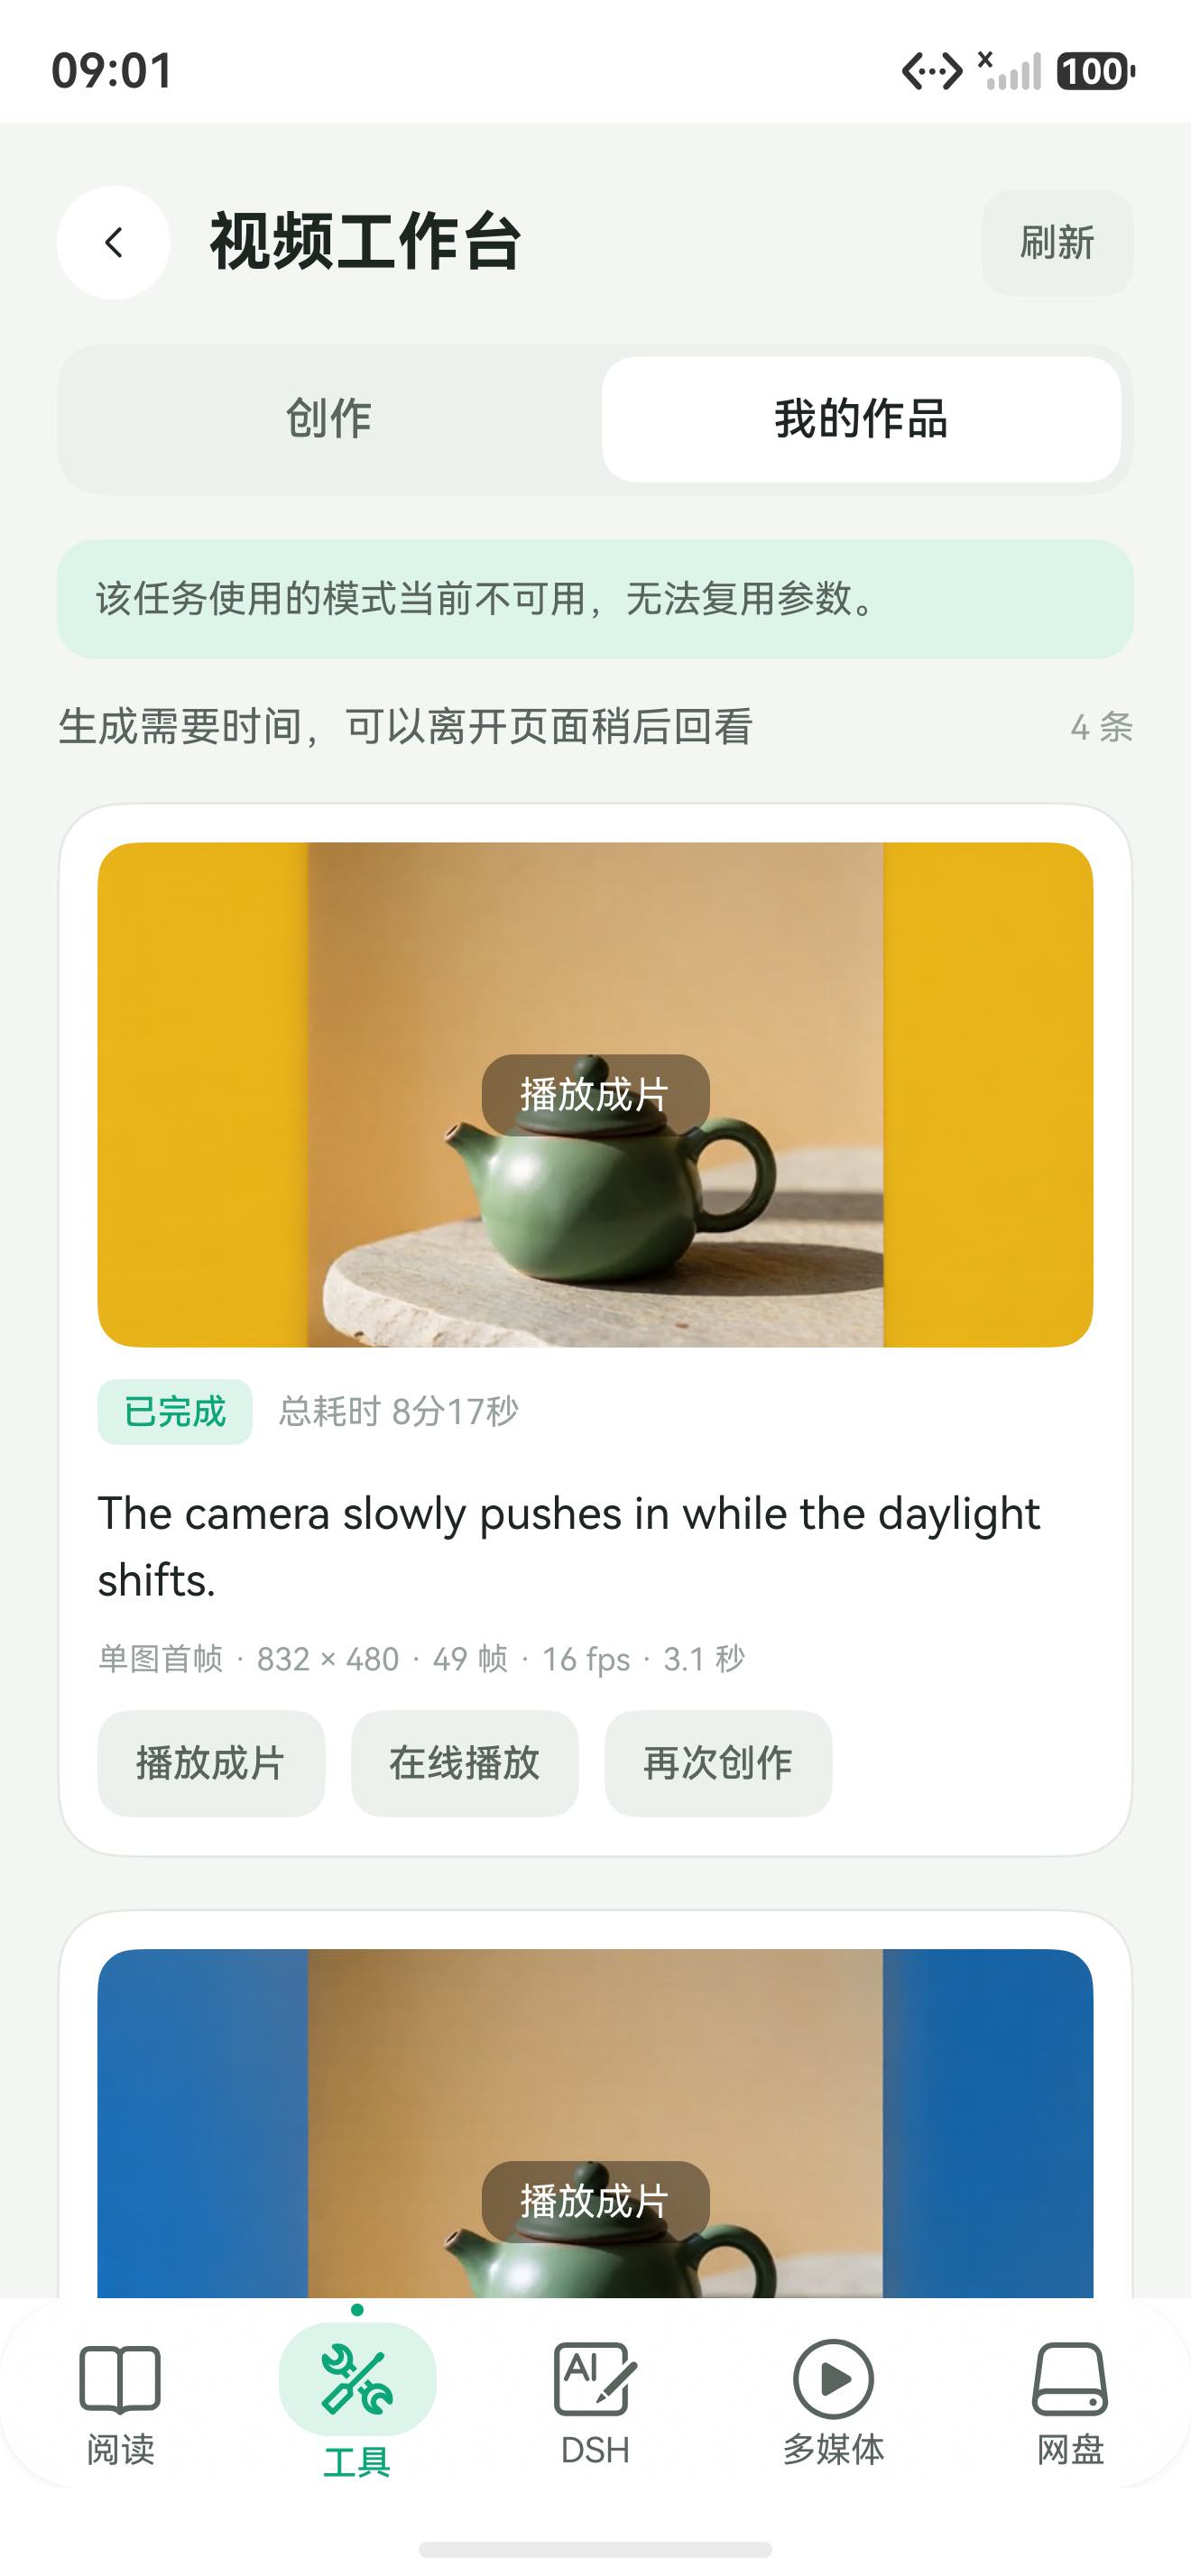 09:01
100
视频工作台
刷新
创作
我的作品
该任务使用的模式当前不可用，无法复用参数。
生成需要时间，可以离开页面稍后回看
4 条
播放成片
已完成
总耗时 8分17秒
The camera slowly pushes in while the daylight
shifts.
单图首帧 · 832 × 480 · 49 帧 · 16 fps · 3.1 秒
播放成片
在线播放
再次创作
播放成片
阅读
工具
AI
DSH
多媒体
网盘